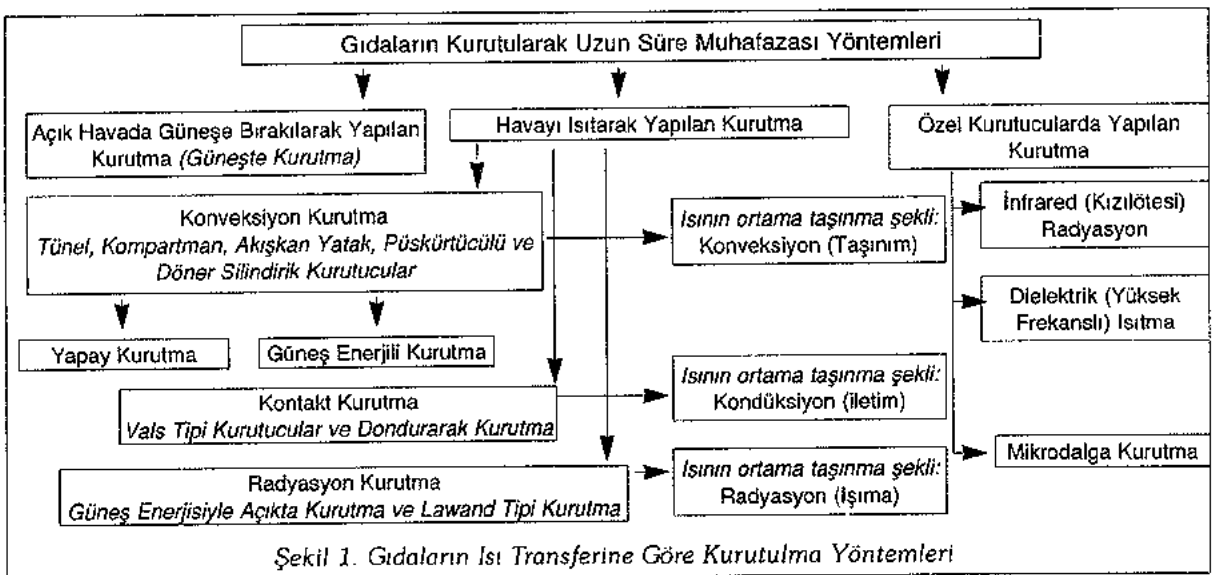 Gıdaların Kurutularak Uzun Süre Muhafazası Yöntemleri
Açık Havada Güneşe Bırakılarak Yapılan
Kurutma (Güneşte Kurutma)
Havayı Isıtarak Yapılan Kurutma
Özel Kurutucularda Yapılan
Kurutma
Konveksiyon Kurutma
Tünel, Kompartman, Akışkan Yatak, Püskürtücülü ve
Döner Silindirik Kurutucular
Isının ortama taşınma şekli:
Konveksiyon (Taşınım)
İnfrared (Kızılötesi)
Radyasyon
Dielektrik (Yüksek
Frekanslı) Isıtma
Yapay Kurutma
Güneş Enerjili Kurutma
Kontakt Kurutma
Vals Tipi Kurutucular ve Dondurarak Kurutma
Isının ortama taşınma şekli:
Kondüksiyon (iletim)
Mikrodalga Kurutma
Radyasyon Kurutma
Güneş Enerjisiyle Açıkta Kurutma ve Lawand Tipi Kurutma
Isının ortama taşınma şekli:
Radyasyon (Işıma)
Şekil 1. Gıdaların Isı Transferine Göre Kurutulma Yöntemleri